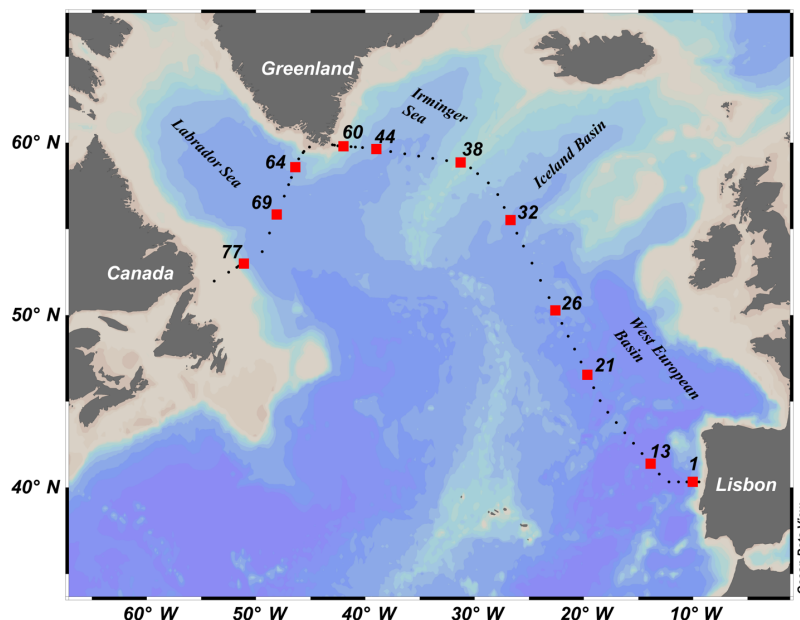 Greenland
Irminger
Sea
60° N
60
44
38
64
Labrador Sea
Iceland Basin
69
32
77
Canada
50° N
26
West European
Basin
21
13
1
40° N
Lisbon
60° W
50° W
40° W
30° W
20° W
10° W